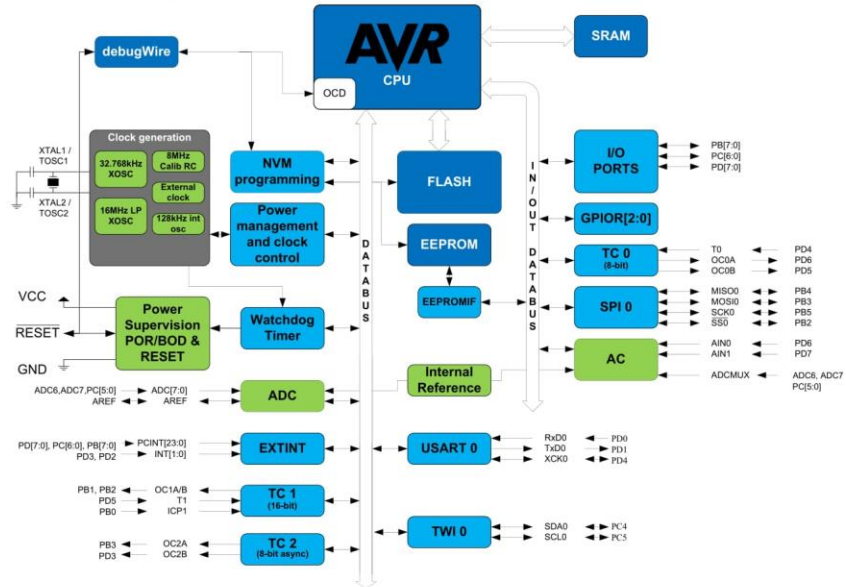 AVR
CPU
OCD
SRAM
debugWire
Clock generation
XTAL1 /
TOSC1
32.768kHz
XOSC
8MHz
Calib RC
External
clock
16MHz LP
XOSC
128kHz int
osc
XTAL2 /
TOSC2
NVM
programming
Power
management
and clock
control
FLASH
EEPROM
EEPROMIF
DATABUS
IN/OUT DATABUS
I/O
PORTS
PB[7:0]
PC[6:0]
PD[7:0]
GPIOR[2:0]
TC 0
(8-bit)
T0 PD4
OC0A PD6
OC0B PD5
SPI 0
MISO0 PB4
MOSI0 PB3
SCK0 PB5
SS0 PB2
AC
AIN0 PD6
AIN1 PD7
ADCMUX ADC6, ADC7
PC[5:0]
VCC
RESET
GND
Power
Supervision
POR/BOD &
RESET
Watchdog
Timer
Internal
Reference
ADC6,ADC7,PC[5:0] ADC[7:0]
AREF AREF
ADC
PD[7:0], PC[6:0], PB[7:0] PCINT[23:0]
PD3, PD2 INT[1:0]
EXTINT
PB1, PB2 OC1A/B
PD5 T1
PB0 ICP1
TC 1
(16-bit)
PB3 OC2A
PD3 OC2B
TC 2
(8-bit async)
USART 0
RxD0 PD0
TxD0 PD1
XCK0 PD4
TWI 0
SDA0 PC4
SCL0 PC5